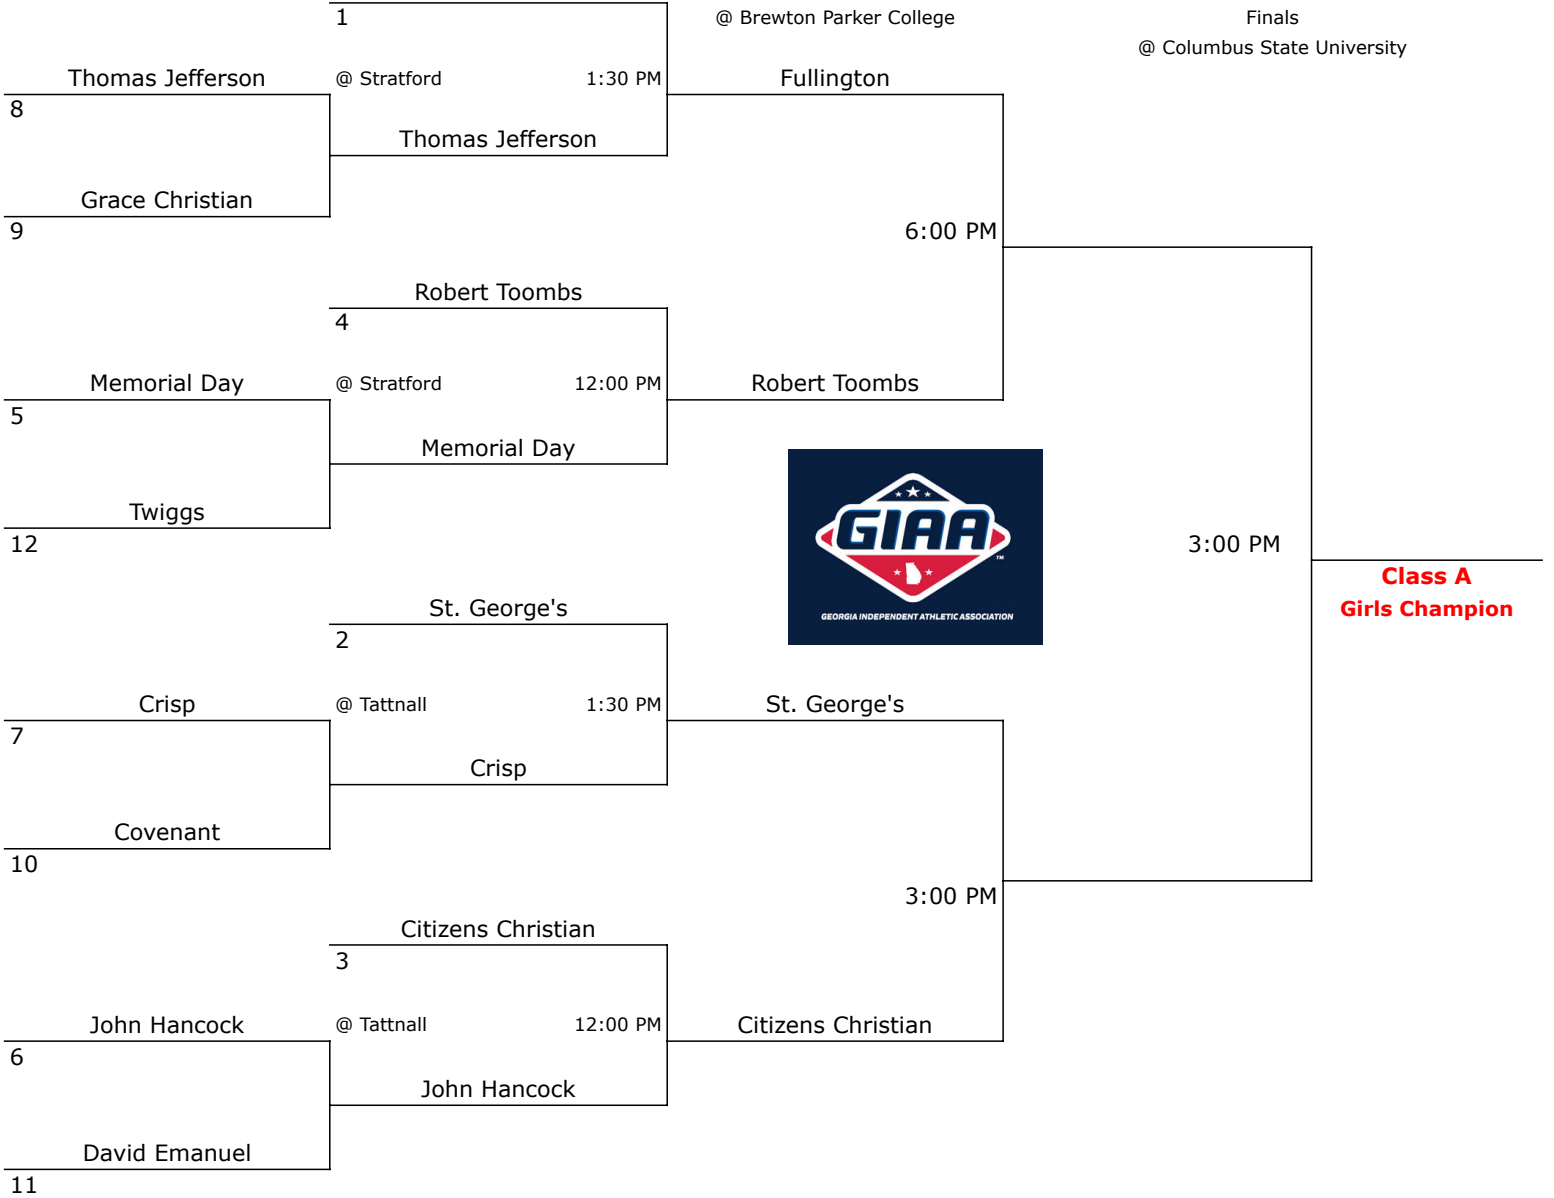 1
@ Brewton Parker College
Finals
@ Columbus State University
Thomas Jefferson
@ Stratford
1:30 PM
Fullington
8
Thomas Jefferson
Grace Christian
9
6:00 PM
Robert Toombs
4
Memorial Day
@ Stratford
12:00 PM
Robert Toombs
5
Memorial Day
Twiggs
12
GIAA
TM
GEORGIA INDEPENDENT ATHLETIC ASSOCIATION
3:00 PM
Class A
Girls Champion
St. George's
2
Crisp
@ Tattnall
1:30 PM
St. George's
7
Crisp
Covenant
10
3:00 PM
Citizens Christian
3
John Hancock
@ Tattnall
12:00 PM
Citizens Christian
6
John Hancock
David Emanuel
11